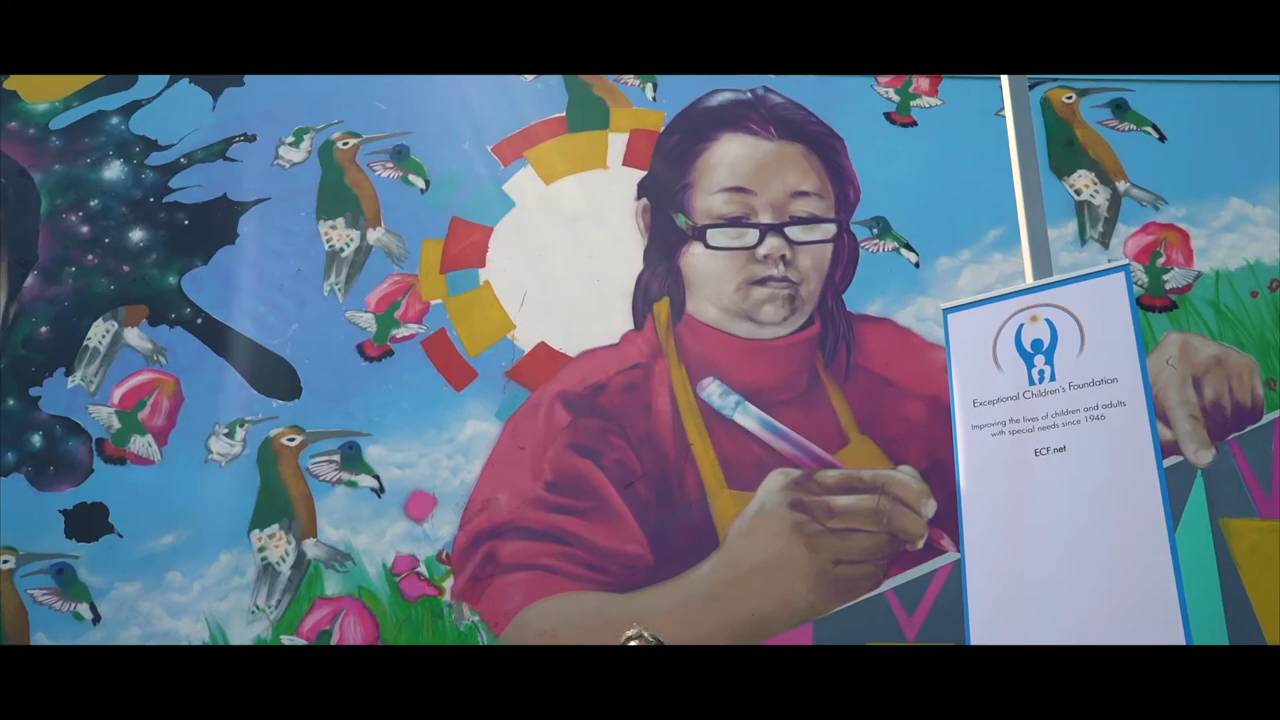 Exceptional Children's Foundation
Improving the lives of children and adults
with special needs since 1946
ECF.net